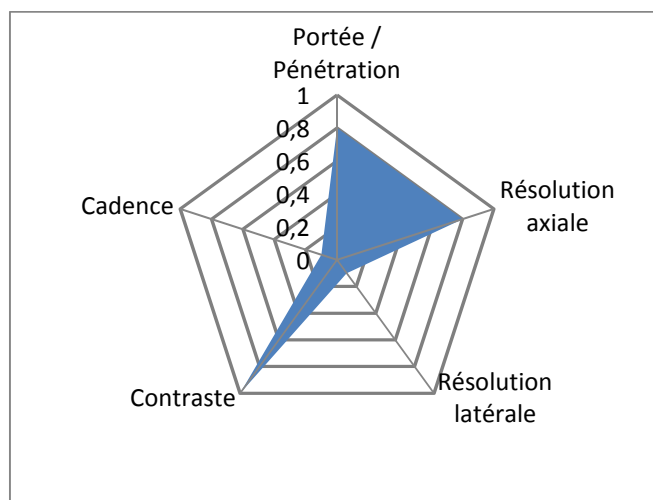 Portée /
Pénétration
1
0,8
0,6
0,4
0,2
0
Cadence
Résolution
axiale
Contraste
Résolution
latérale